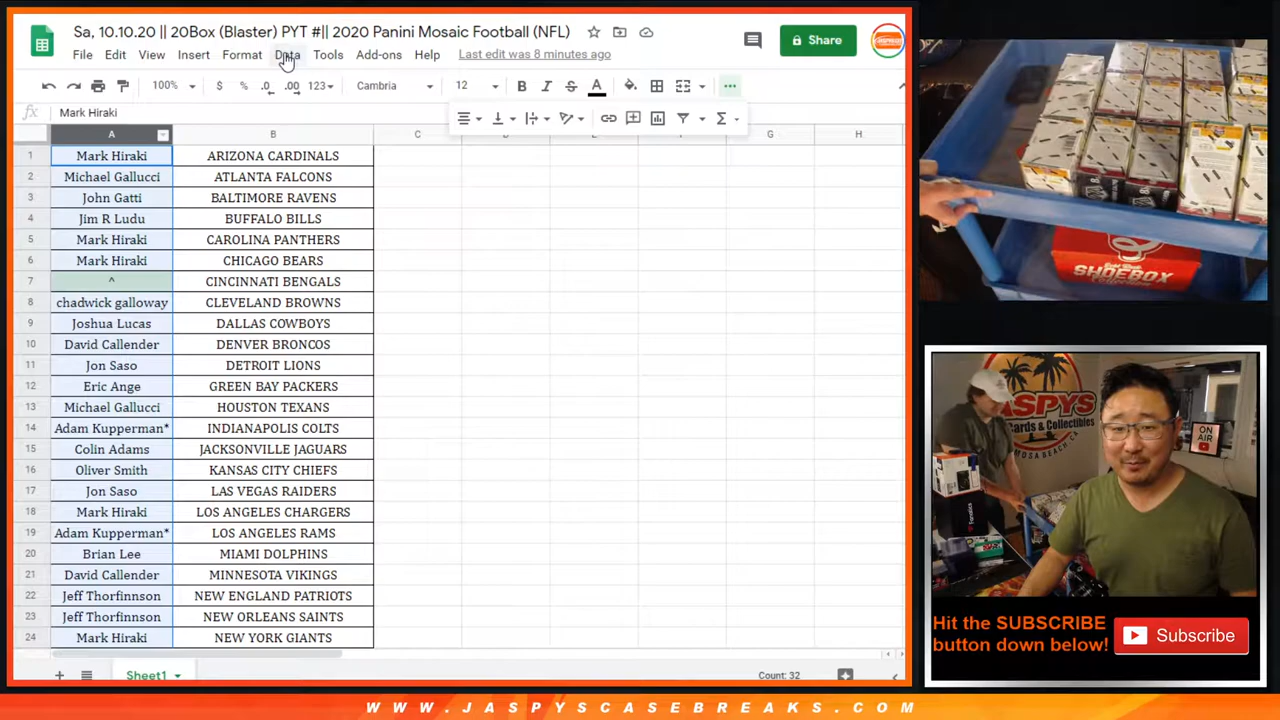 Sa, 10.10.20 || 20Box (Blaster) PYT #|| 2020 Panini Mosaic Football (NFL)
File Edit View Insert Format Data Tools Add-ons Help Last edit was 8 minutes ago
Share
100% $ % .0 .00 123 Cambria 12 B I S A
fx Mark Hiraki
A B C G H
1 Mark Hiraki ARIZONA CARDINALS
2 Michael Gallucci ATLANTA FALCONS
3 John Gatti BALTIMORE RAVENS
4 Jim R Ludu BUFFALO BILLS
5 Mark Hiraki CAROLINA PANTHERS
6 Mark Hiraki CHICAGO BEARS
7 ^ CINCINNATI BENGALS
8 chadwick galloway CLEVELAND BROWNS
9 Joshua Lucas DALLAS COWBOYS
10 David Callender DENVER BRONCOS
11 Jon Saso DETROIT LIONS
12 Eric Ange GREEN BAY PACKERS
13 Michael Gallucci HOUSTON TEXANS
14 Adam Kupperman* INDIANAPOLIS COLTS
15 Colin Adams JACKSONVILLE JAGUARS
16 Oliver Smith KANSAS CITY CHIEFS
17 Jon Saso LAS VEGAS RAIDERS
18 Mark Hiraki LOS ANGELES CHARGERS
19 Adam Kupperman* LOS ANGELES RAMS
20 Brian Lee MIAMI DOLPHINS
21 David Callender MINNESOTA VIKINGS
22 Jeff Thorfinnson NEW ENGLAND PATRIOTS
23 Jeff Thorfinnson NEW ORLEANS SAINTS
24 Mark Hiraki NEW YORK GIANTS
Sheet1
Count: 32
SHOEBOX
JASPYS
Cards & Collectibles
MOSA BEACH, CA
ON AIR
Hit the SUBSCRIBE
button down below!
Subscribe
WWW.JASPYSCASEBREAKS.COM